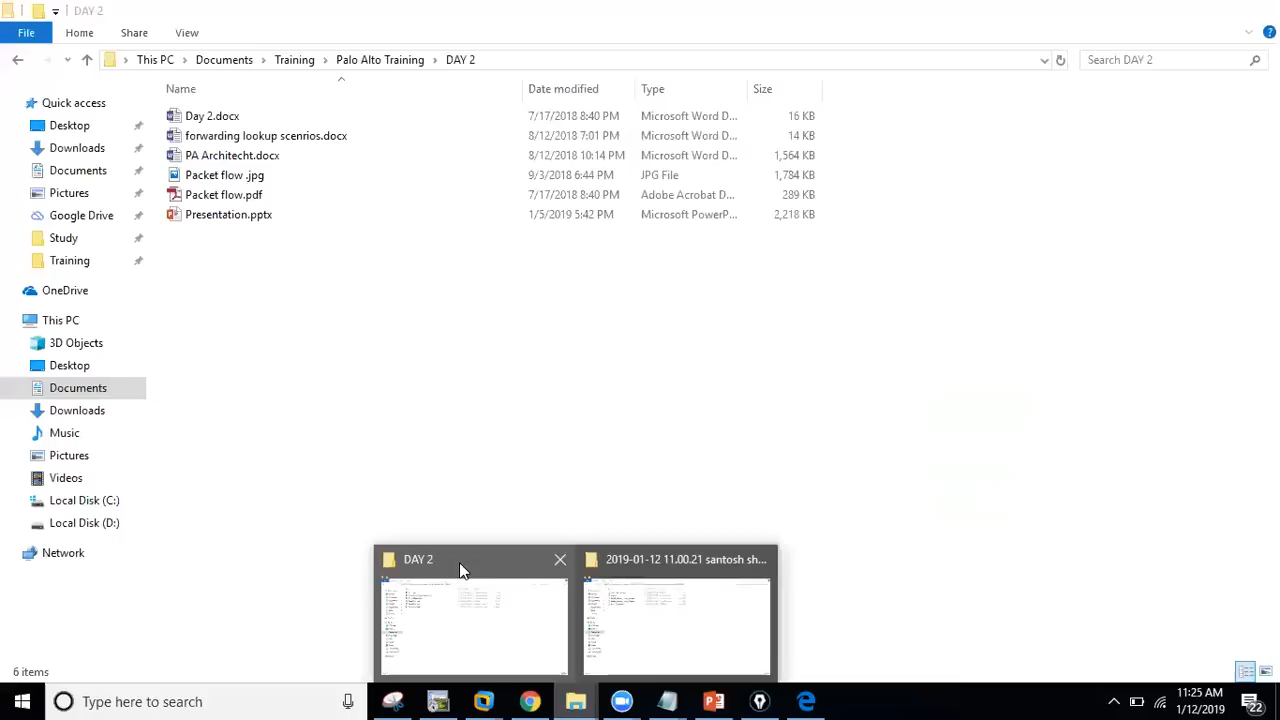 DAY 2
File Home Share View
This PC Documents Training Palo Alto Training DAY 2 Search DAY 2
Name Date modified Type Size
Day 2.docx 7/17/2018 8:40 PM Microsoft Word D... 16 KB
forwarding lookup scenrios.docx 8/12/2018 7:01 PM Microsoft Word D... 14 KB
PA Architecht.docx 8/12/2018 10:14 PM Microsoft Word D... 1,564 KB
Packet flow .jpg 9/3/2018 6:44 PM JPG File 1,784 KB
Packet flow.pdf 7/17/2018 8:40 PM Adobe Acrobat D... 289 KB
Presentation.pptx 1/5/2019 5:42 PM Microsoft PowerP... 2,218 KB
Quick access
Desktop
Downloads
Documents
Pictures
Google Drive
Study
Training
OneDrive
This PC
3D Objects
Desktop
Documents
Downloads
Music
Pictures
Videos
Local Disk (C:)
Local Disk (D:)
Network
DAY 2 2019-01-12 11.00.21 santosh sh...
6 items
Type here to search
11:25 AM
1/12/2019
22